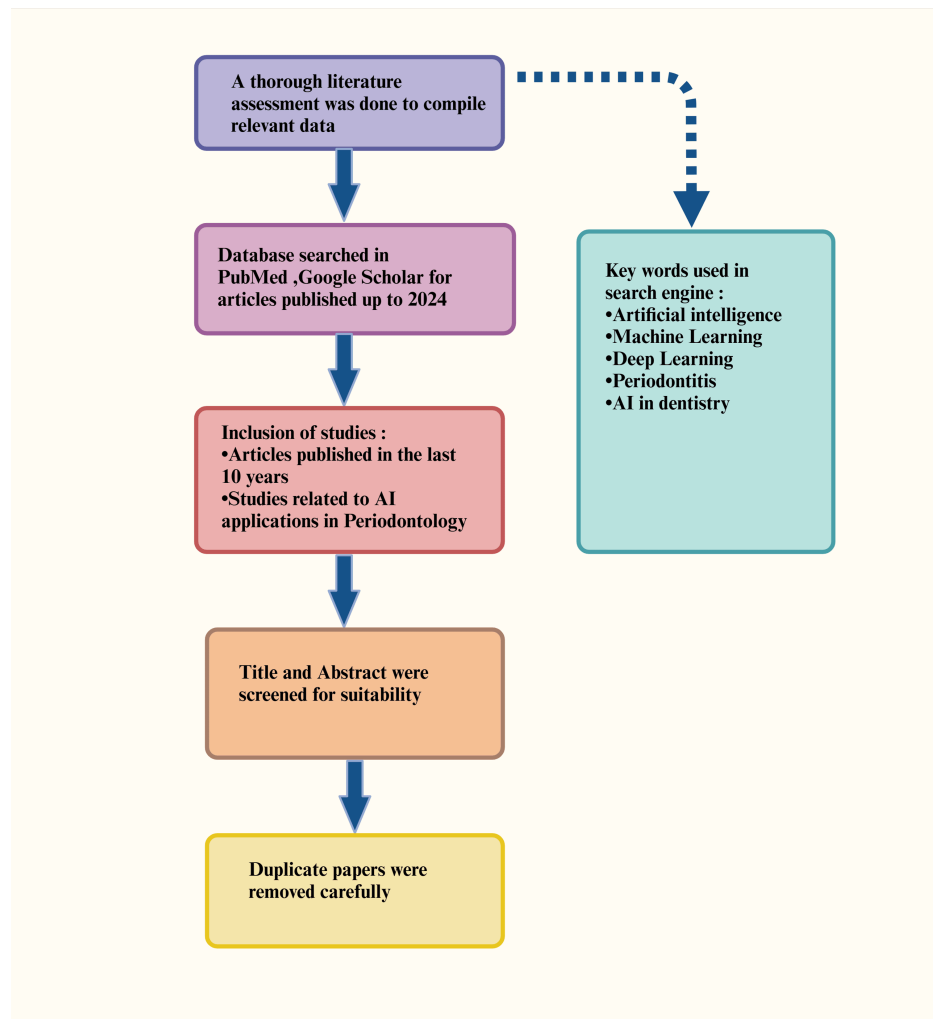 A thorough literature
assessment was done to compile
relevant data
Database searched in
PubMed ,Google Scholar for
articles published up to 2024
Inclusion of studies :
•Articles published in the last
10 years
•Studies related to AI
applications in Periodontology
Title and Abstract were
screened for suitability
Duplicate papers were
removed carefully
Key words used in
search engine :
•Artificial intelligence
•Machine Learning
•Deep Learning
•Periodontitis
•AI in dentistry